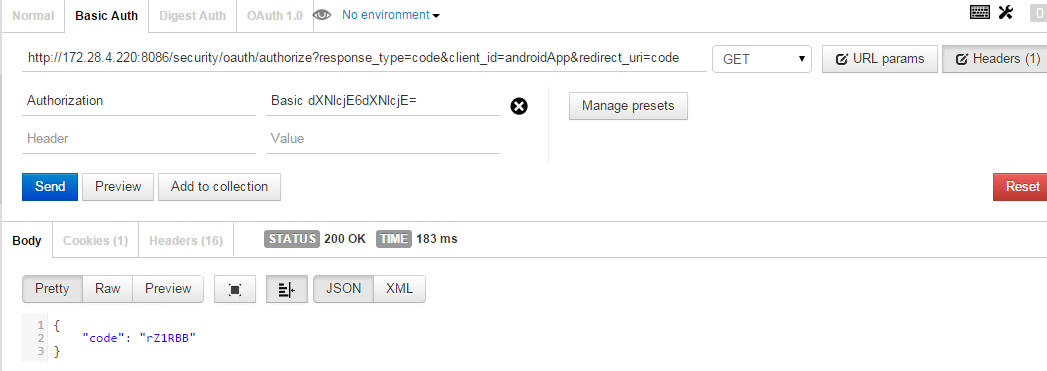 Normal Basic Auth Digest Auth OAuth 1.0 No environment 0
http://172.28.4.220:8086/security/oauth/authorize?response_type=code&client_id=androidApp&redirect_uri=code GET URL params Headers (1)
Authorization Basic dXNlcjE6dXNlcjE= Manage presets
Header Value
Send Preview Add to collection Reset
Body Cookies (1) Headers (16) STATUS 200 OK TIME 183 ms
Pretty Raw Preview JSON XML
1 {
2 "code": "rZ1RBB"
3 }